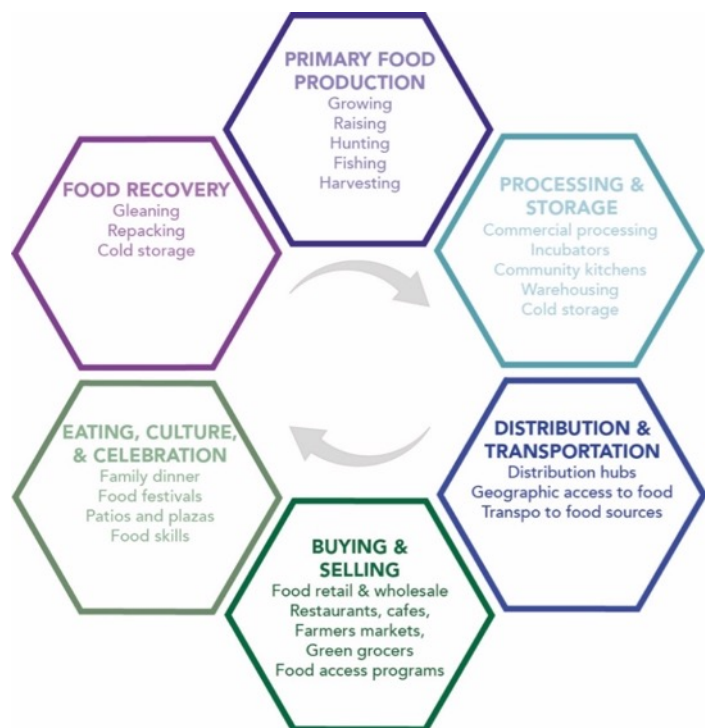 PRIMARY FOOD
PRODUCTION
Growing
Raising
Hunting
Fishing
Harvesting
PROCESSING &
STORAGE
Commercial processing
Incubators
Community kitchens
Warehousing
Cold storage
DISTRIBUTION &
TRANSPORTATION
Distribution hubs
Geographic access to food
Transpo to food sources
BUYING &
SELLING
Food retail & wholesale
Restaurants, cafes,
Farmers markets,
Green grocers
Food access programs
EATING, CULTURE,
& CELEBRATION
Family dinner
Food festivals
Patios and plazas
Food skills
FOOD RECOVERY
Gleaning
Repacking
Cold storage